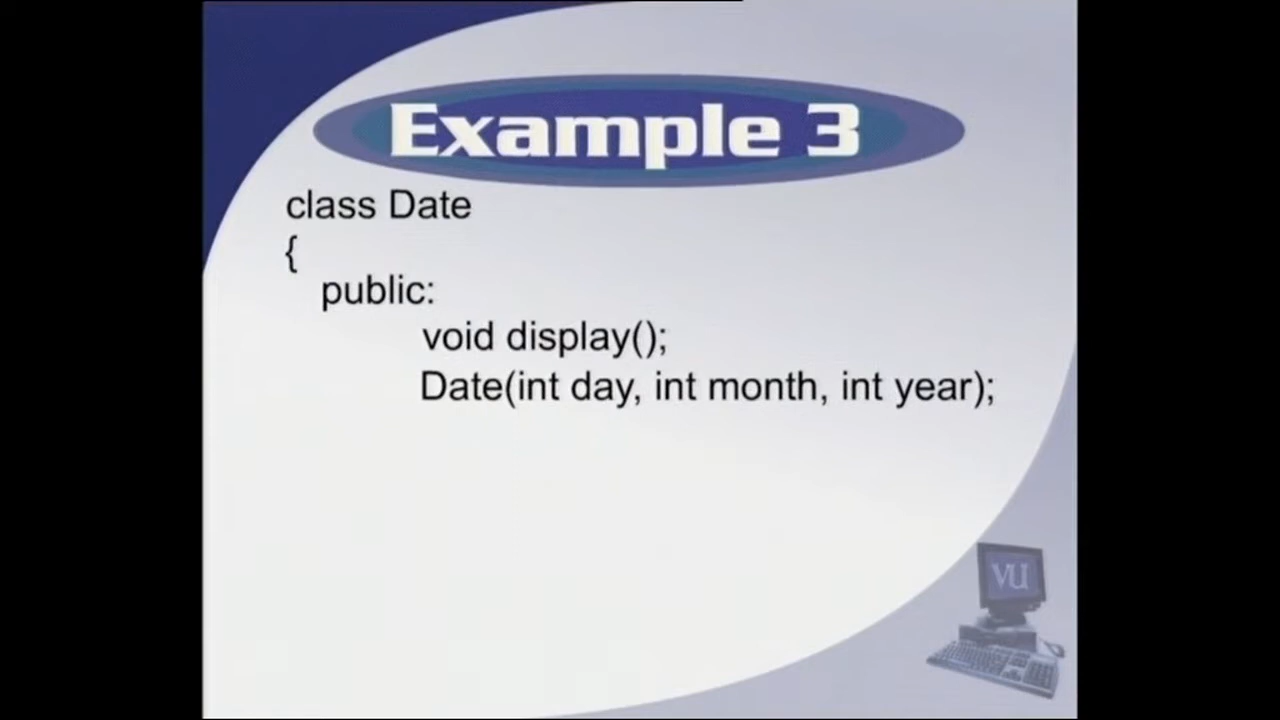 Example 3
class Date
{
public:
void display();
Date(int day, int month, int year);
VU